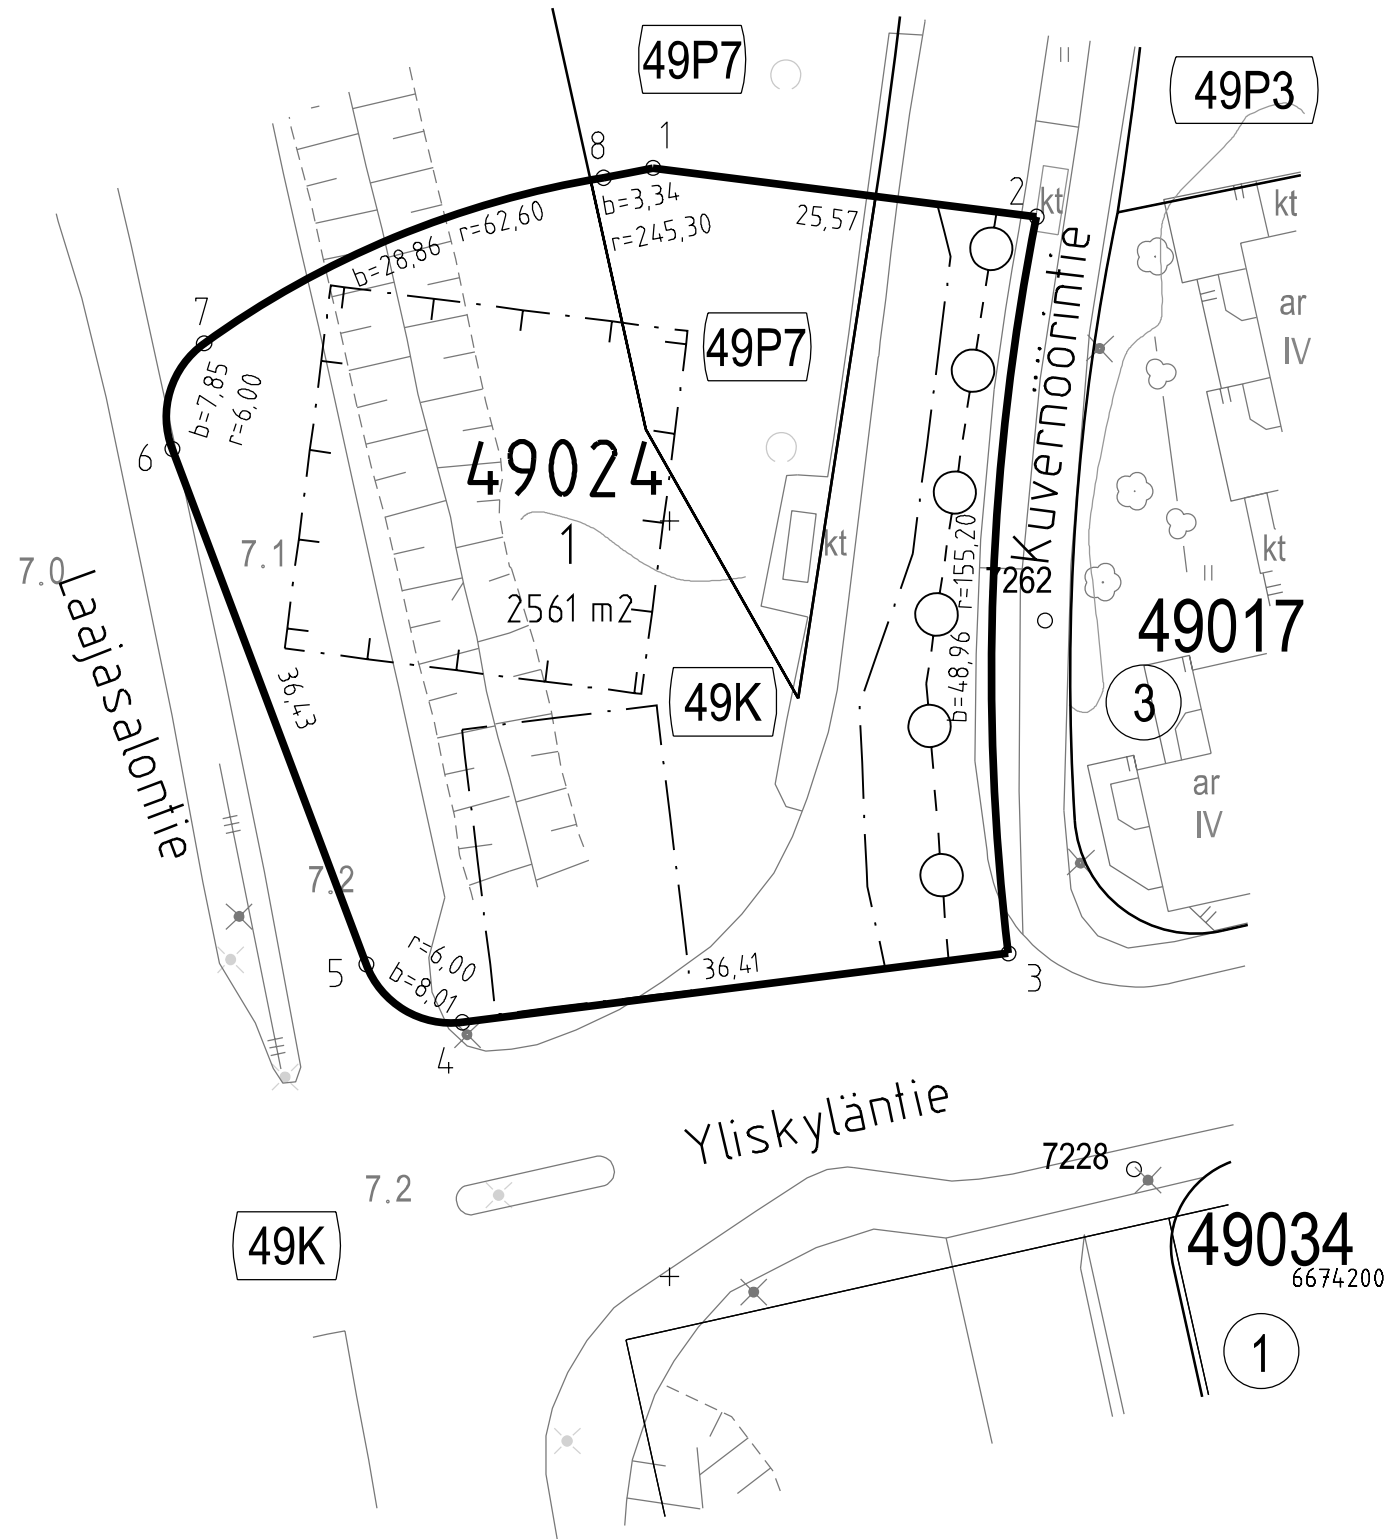 49P7
49P3
8
1
2
kt
kt
b=3,34
r=245,30
25,57
r=62,60
b=28,86
7
b=7,85
r=6,00
6
49P7
Kuvernöörintie
ar
IV
49024
1
2561 m2
kt
kt
7.0
7.1
7262
b=48,96 r=155,20
49017
3
Laajasalontie
36,43
49K
ar
IV
7.2
5
r=6,00
b=8,01
36,41
3
4
Yliskyläntie
7228
7.2
49K
49034
6674200
1